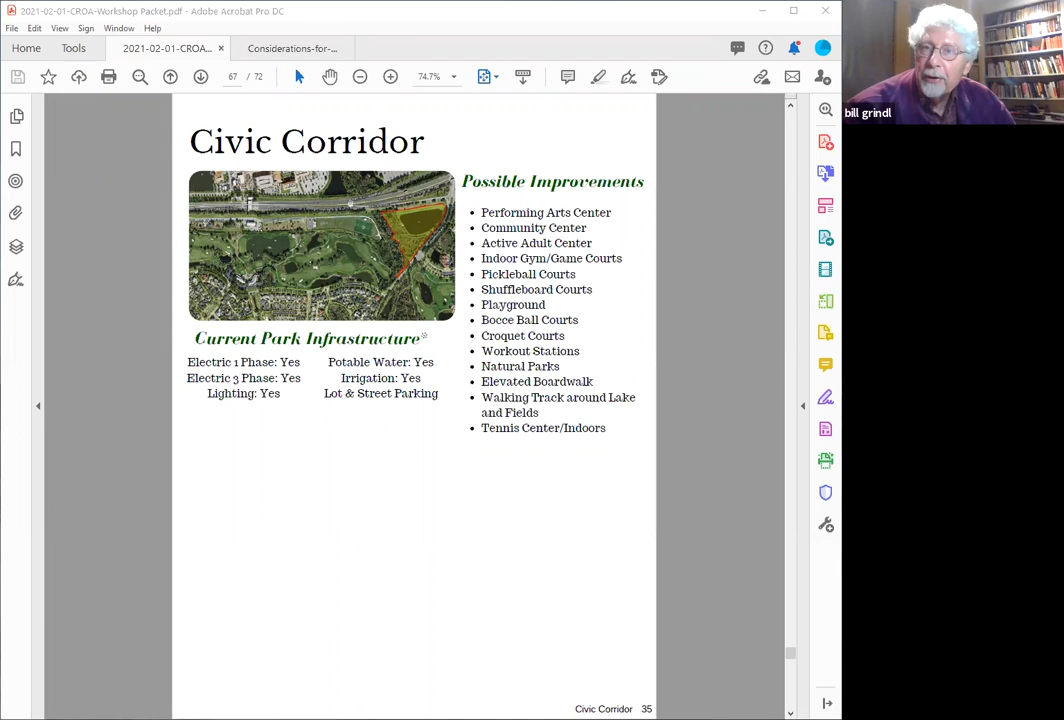 2021-02-01-CROA-Workshop Packet.pdf - Adobe Acrobat Pro DC
File Edit View Sign Window Help
Home Tools 2021-02-01-CROA... × Considerations-for-...
67 / 72 74.7%
bill grindl
Civic Corridor
Possible Improvements
• Performing Arts Center
• Community Center
• Active Adult Center
• Indoor Gym/Game Courts
• Pickleball Courts
• Shuffleboard Courts
• Playground
• Bocce Ball Courts
• Croquet Courts
• Workout Stations
• Natural Parks
• Elevated Boardwalk
• Walking Track around Lake
and Fields
• Tennis Center/Indoors
Current Park Infrastructure*
Electric 1 Phase: Yes Potable Water: Yes
Electric 3 Phase: Yes Irrigation: Yes
Lighting: Yes Lot & Street Parking
Civic Corridor 35